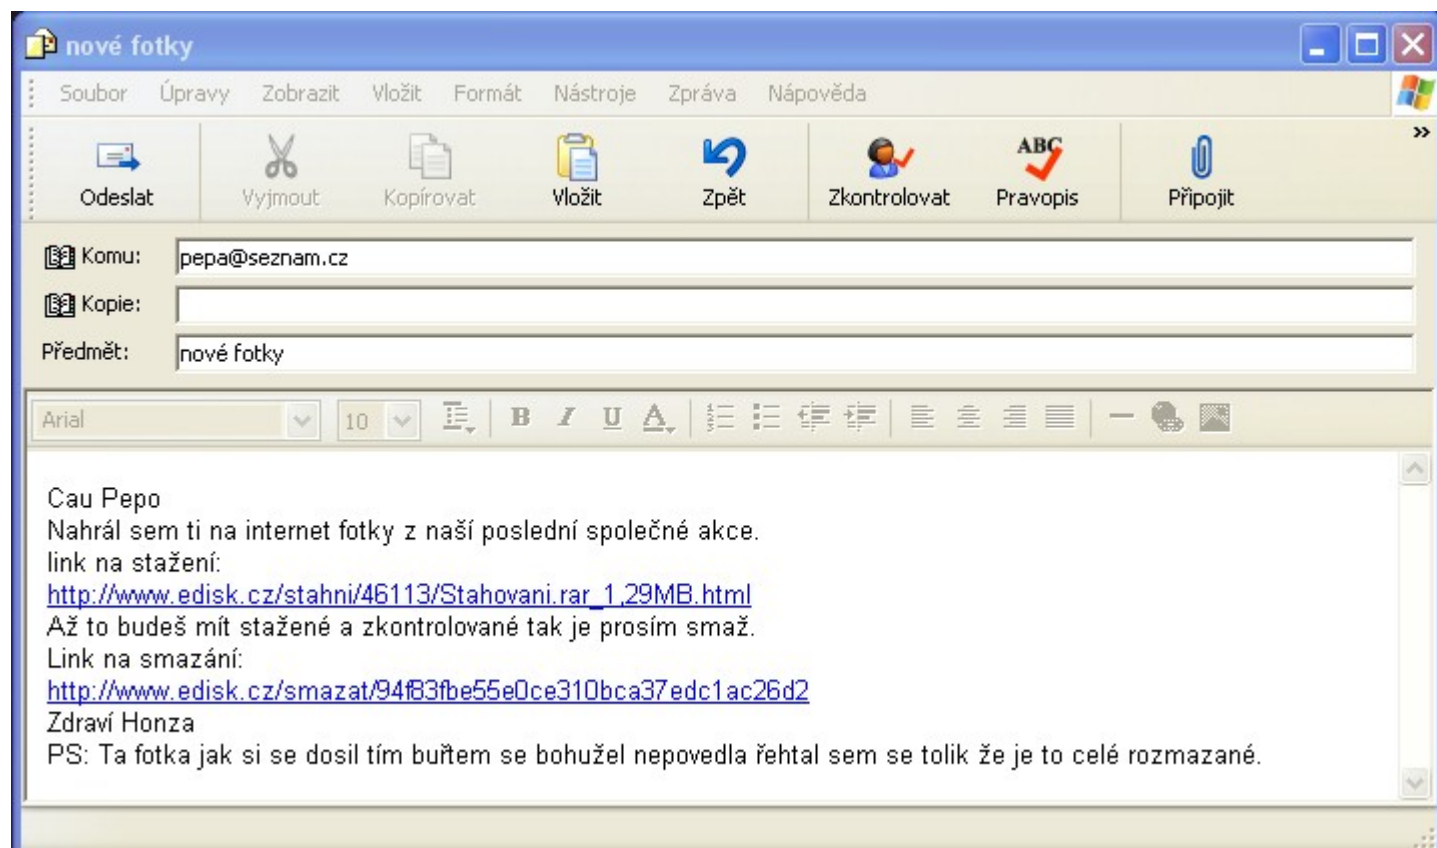 nové fotky
Soubor Úpravy Zobrazit Vložit Formát Nástroje Zpráva Nápověda
»
Odeslat Vyjmout Kopírovat Vložit Zpět ABC Zkontrolovat Pravopis Připojit
Komu: pepa@seznam.cz
Kopie:
Předmět: nové fotky
Arial 10 B I U A
Cau Pepo
Nahrál sem ti na internet fotky z naší poslední společné akce.
link na stažení:
http://www.edisk.cz/stahni/46113/Stahovani.rar_1,29MB.html
Až to budeš mít stažené a zkontrolované tak je prosím smaž.
Link na smazání:
http://www.edisk.cz/smazat/94f83fbe55e0ce310bca37edc1ac26d2
Zdraví Honza
PS: Ta fotka jak si se dosil tím buřtem se bohužel nepovedla řehtal sem se tolik že je to celé rozmazané.